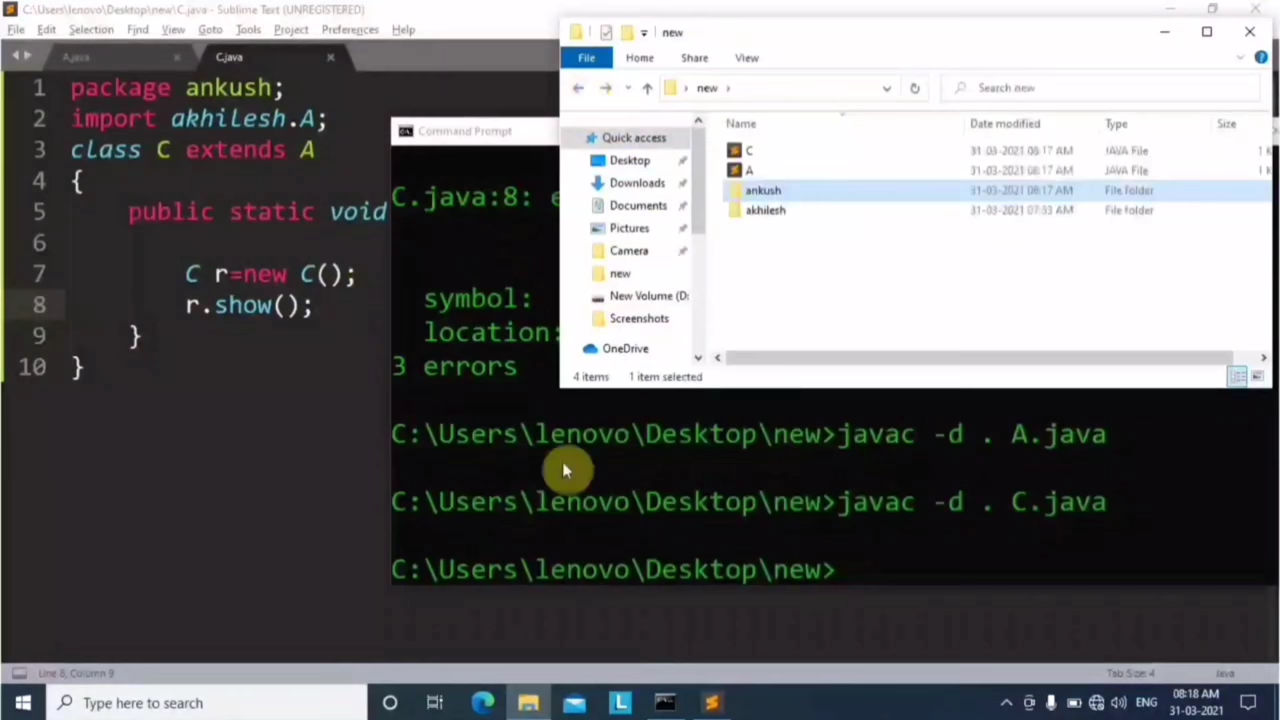 C:\Users\lenovo\Desktop\new\C.java - Sublime Text (UNREGISTERED)
File Edit Selection Find View Goto Tools Project Preferences Help
A.java
C.java
1 package ankush;
2 import akhilesh.A;
3 class C extends A
4 {
5 public static void
6
7 C r=new C();
8 r.show();
9 }
10 }
new
File Home Share View
new
Search new
Quick access
Desktop
Downloads
Documents
Pictures
Camera
new
New Volume (D:
Screenshots
OneDrive
Name Date modified Type Size
C 31-03-2021 08:17 AM JAVA File 1 K
A 31-03-2021 08:17 AM JAVA File 1 K
ankush 31-03-2021 08:17 AM File folder
akhilesh 31-03-2021 07:53 AM File folder
4 items 1 item selected
Command Prompt
C.java:8: e
symbol:
location:
3 errors
C:\Users\lenovo\Desktop\new>javac -d . A.java
C:\Users\lenovo\Desktop\new>javac -d . C.java
C:\Users\lenovo\Desktop\new>
Line 8, Column 9
Tab Size: 4 Java
Type here to search
L
ENG
08:18 AM
31-03-2021